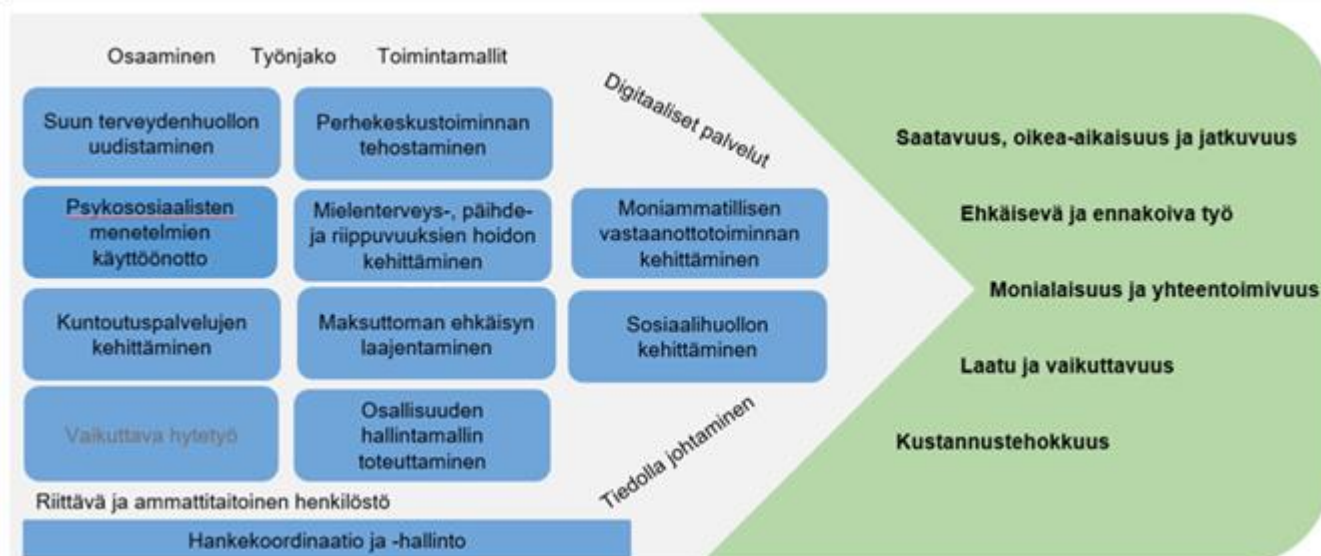 Osaaminen Työnjako Toimintamallit
Digitaaliset palvelut
Suun terveydenhuollon
uudistaminen
Perhekeskustoiminnan
tehostaminen
Psykososiaalisten
menetelmien
käyttöönotto
Mielenterveys-, päihde-
ja riippuvuuksien hoidon
kehittäminen
Moniammatillisen
vastaanottotoiminnan
kehittäminen
Kuntoutuspalvelujen
kehittäminen
Maksuttoman ehkäisyn
laajentaminen
Sosiaalihuollon
kehittäminen
Vaikuttava hytetyö
Osallisuuden
hallintamallin
toteuttaminen
Tiedolla johtaminen
Riittävä ja ammattitaitoinen henkilöstö
Hankekoordinaatio ja -hallinto
Saatavuus, oikea-aikaisuus ja jatkuvuus
Ehkäisevä ja ennakoiva työ
Monialaisuus ja yhteentoimivuus
Laatu ja vaikuttavuus
Kustannustehokkuus